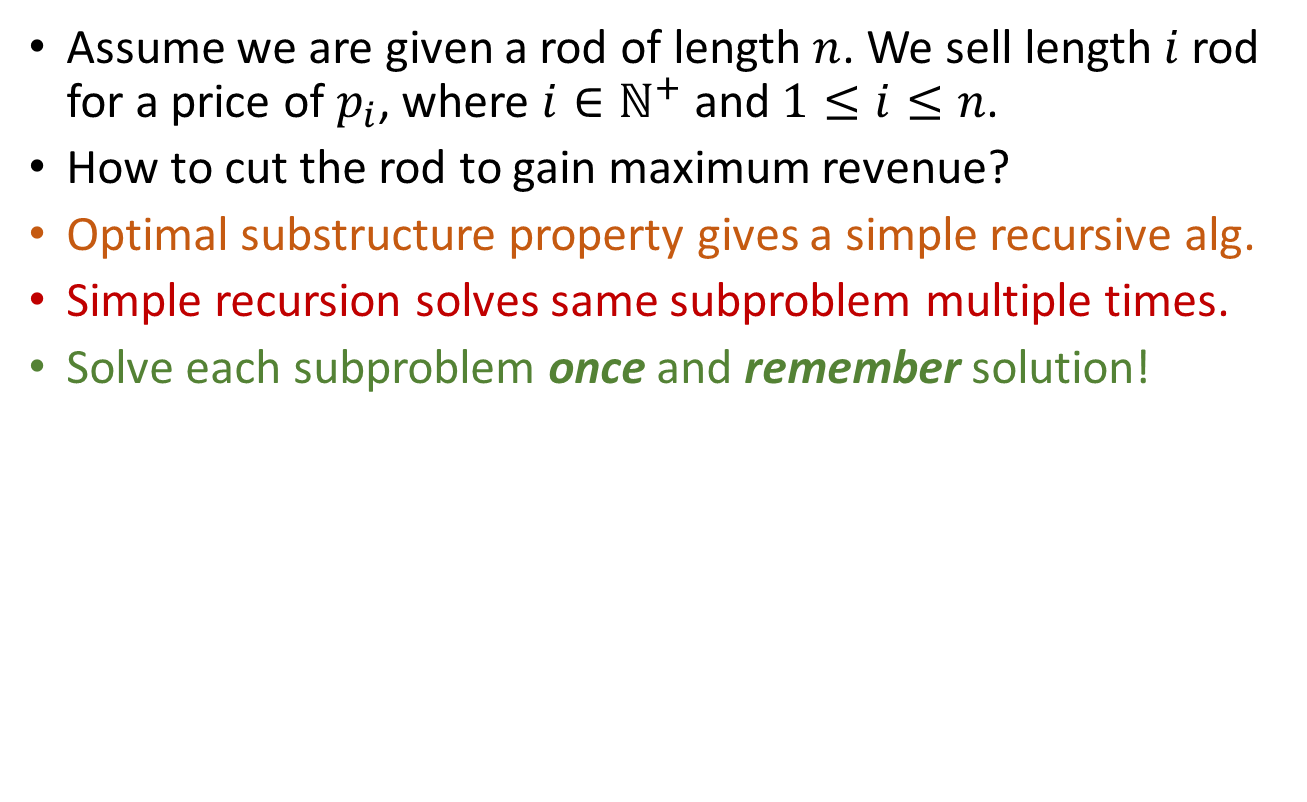 • Assume we are given a rod of length 𝑛. We sell length 𝑖 rod
for a price of 𝑝ᵢ, where 𝑖 ∈ ℕ⁺ and 1 ≤ 𝑖 ≤ 𝑛.
• How to cut the rod to gain maximum revenue?
• Optimal substructure property gives a simple recursive alg.
• Simple recursion solves same subproblem multiple times.
• Solve each subproblem once and remember solution!